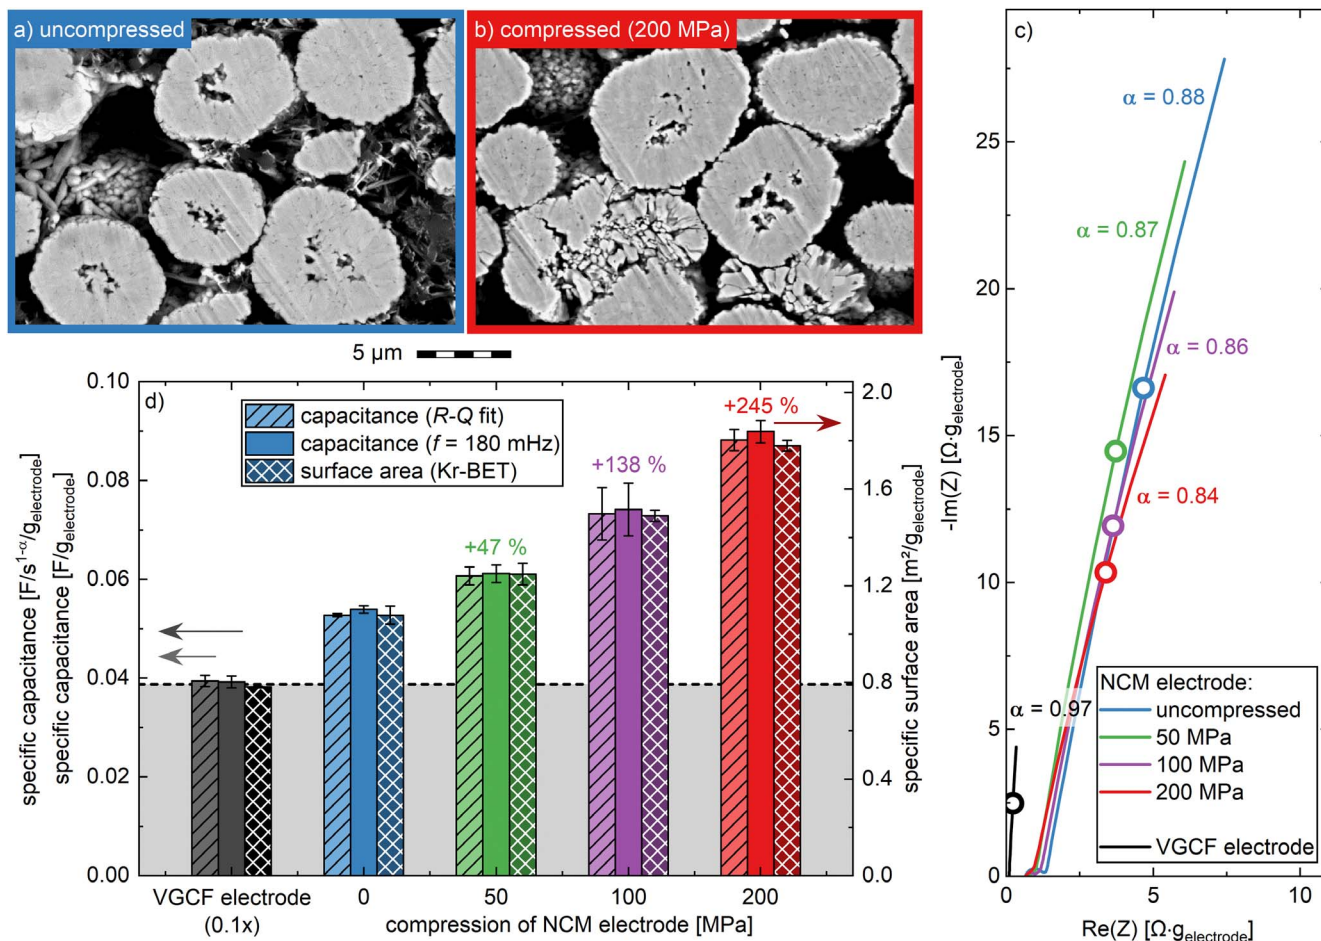 a) uncompressed
b) compressed (200 MPa)
5 µm
c)
25
20
15
10
5
0
-Im(Z) [Ω·g_electrode]
α = 0.88
α = 0.87
α = 0.86
α = 0.84
α = 0.97
NCM electrode:
uncompressed
50 MPa
100 MPa
200 MPa
VGCF electrode
0
5
10
Re(Z) [Ω·g_electrode]
d)
capacitance (R-Q fit)
capacitance (f = 180 mHz)
surface area (Kr-BET)
+47 %
+138 %
+245 %
0.10
0.08
0.06
0.04
0.02
0.00
specific capacitance [F/s^1-α/g_electrode]
specific capacitance [F/g_electrode]
2.0
1.6
1.2
0.8
0.4
0.0
specific surface area [m²/g_electrode]
VGCF electrode
(0.1x)
0
50
100
200
compression of NCM electrode [MPa]